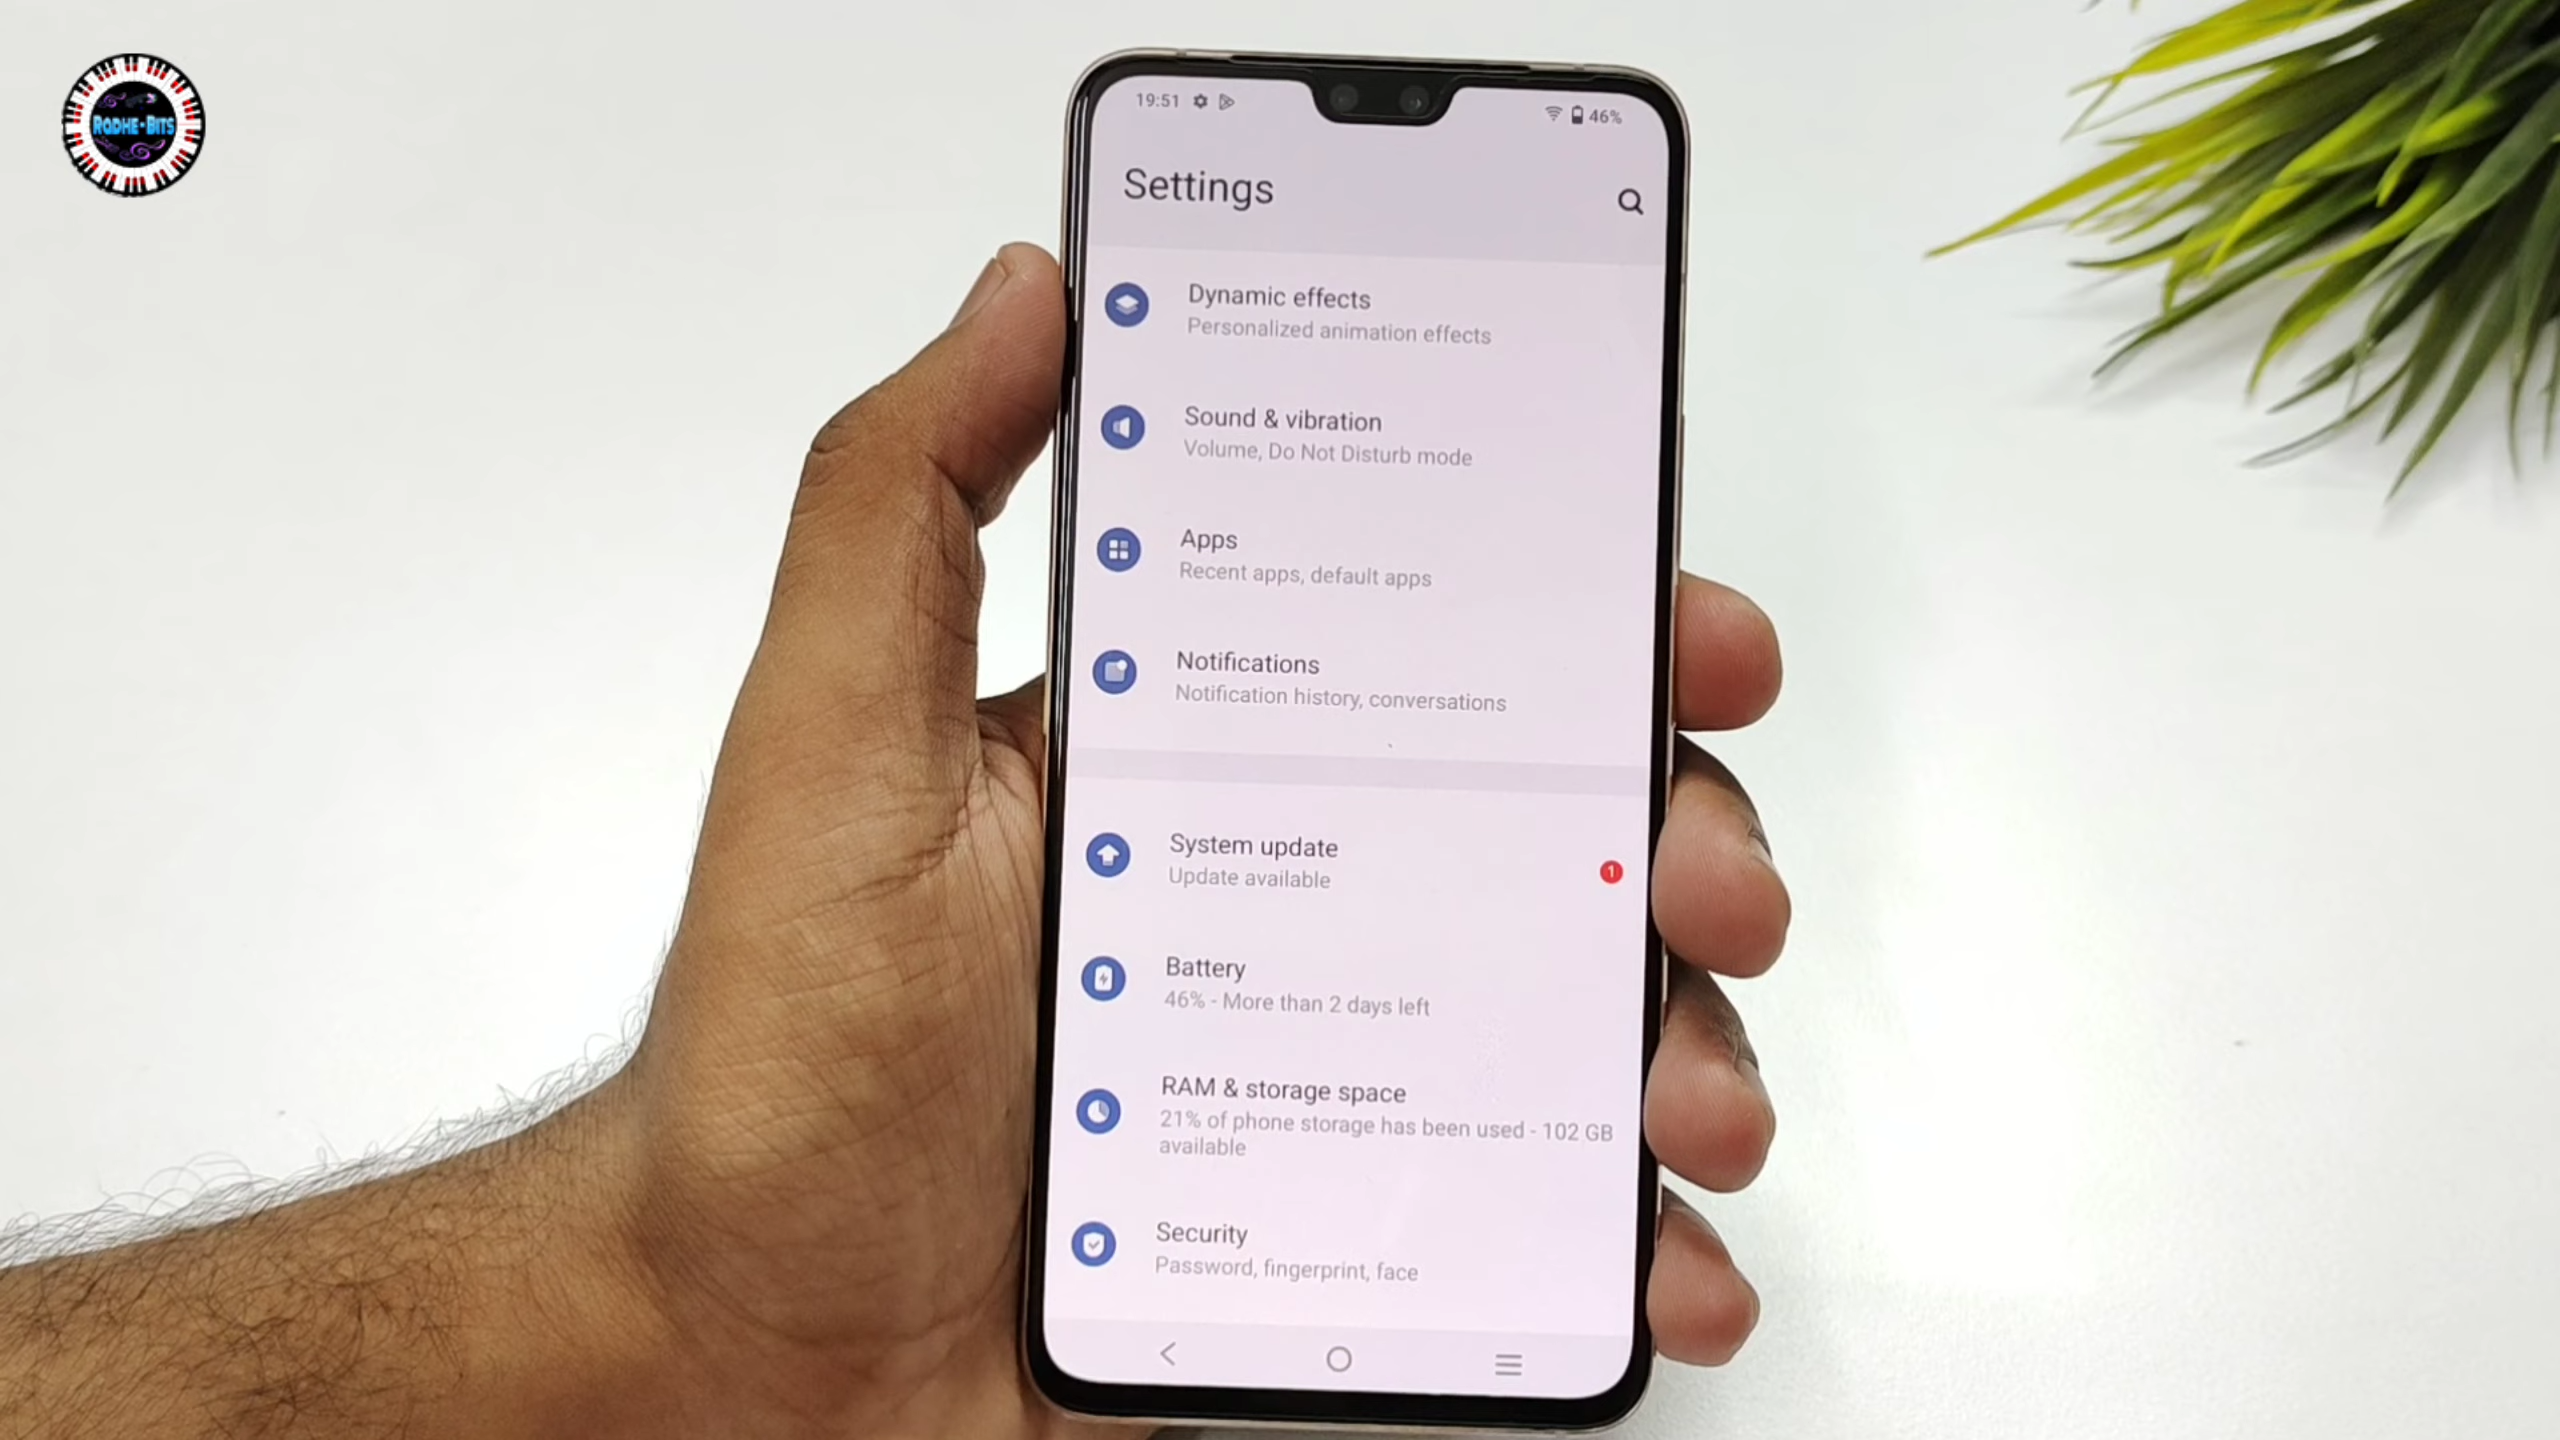 RADHE-BITS
19:51
46%
Settings
Dynamic effects
Personalized animation effects
Sound & vibration
Volume, Do Not Disturb mode
Apps
Recent apps, default apps
Notifications
Notification history, conversations
System update
Update available
1
Battery
46% - More than 2 days left
RAM & storage space
21% of phone storage has been used - 102 GB
available
Security
Password, fingerprint, face